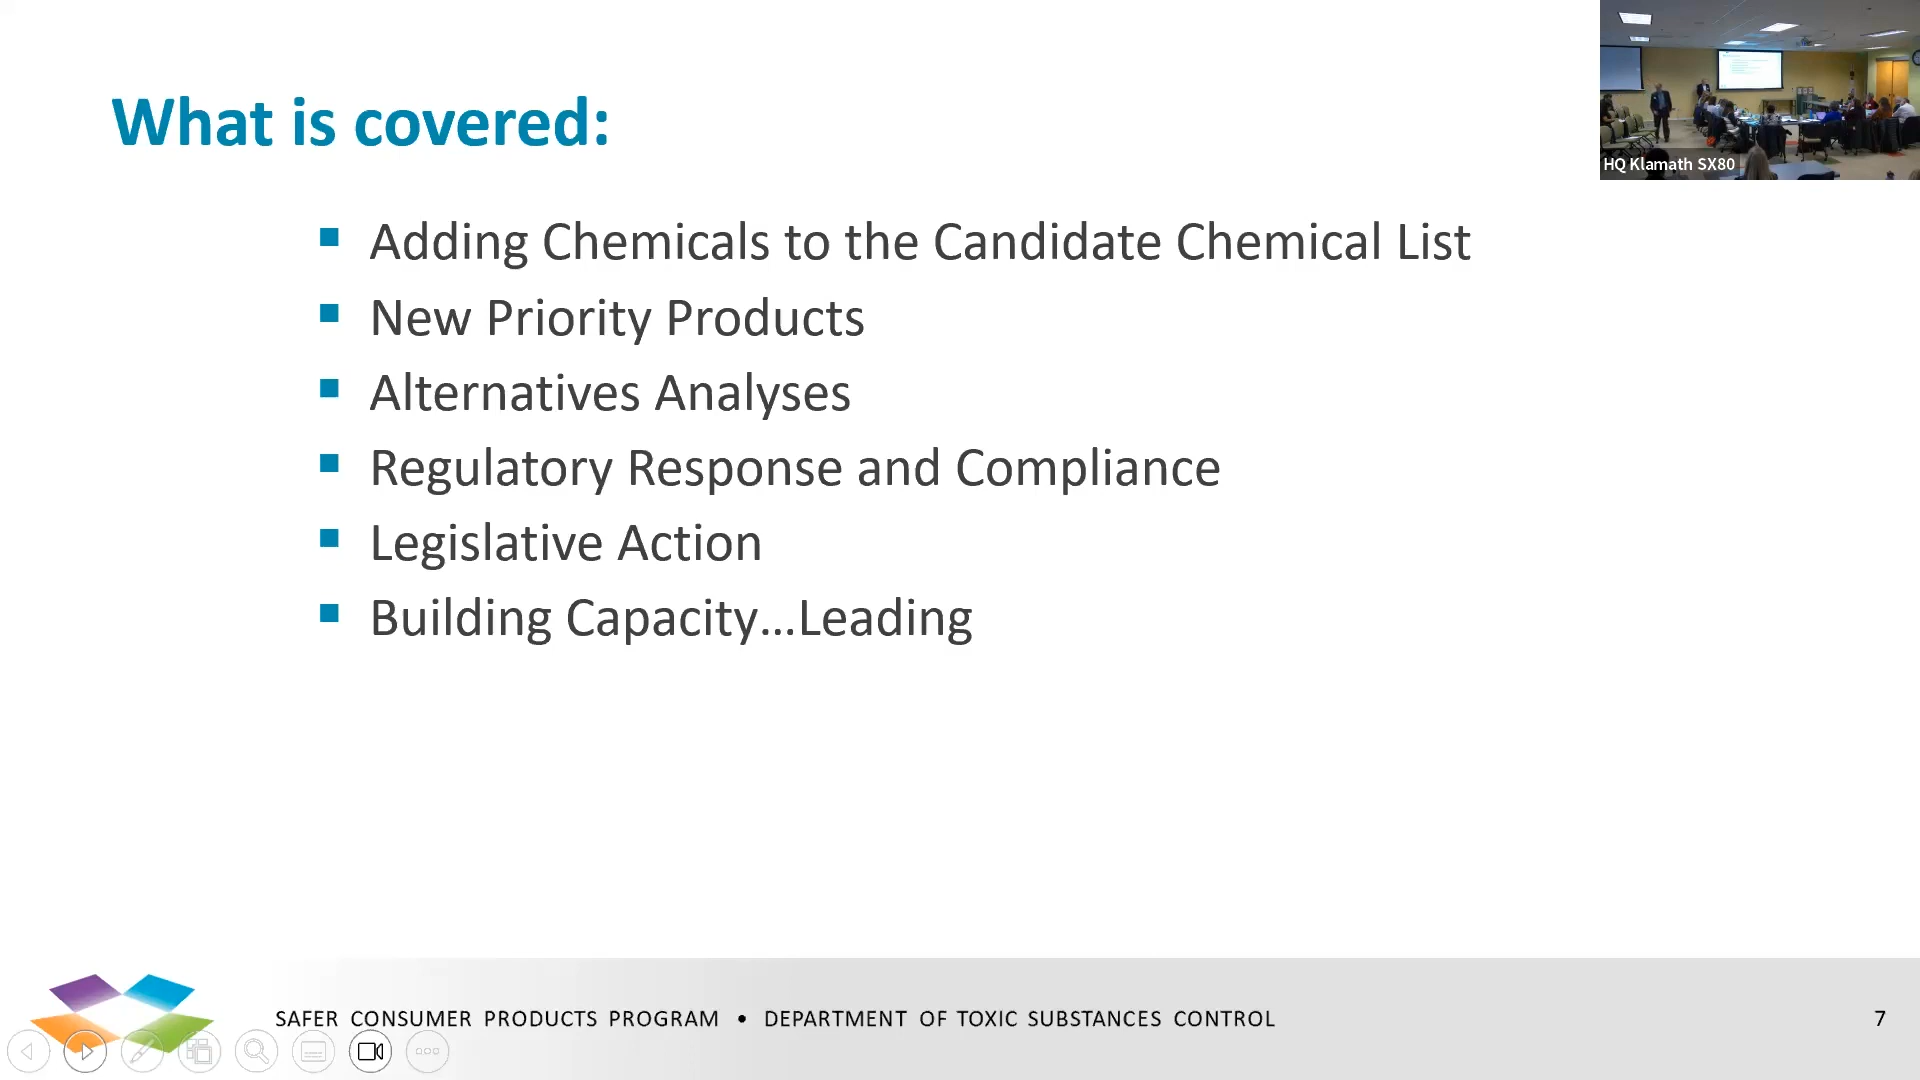 HQ Klamath SX80
What is covered:
Adding Chemicals to the Candidate Chemical List
New Priority Products
Alternatives Analyses
Regulatory Response and Compliance
Legislative Action
Building Capacity...Leading
SAFER CONSUMER PRODUCTS PROGRAM • DEPARTMENT OF TOXIC SUBSTANCES CONTROL
7